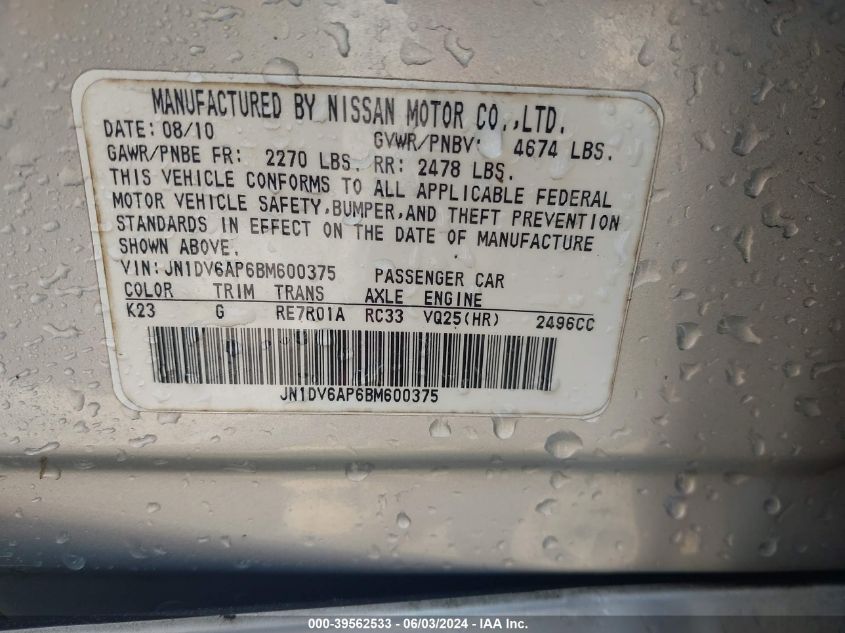 MANUFACTURED BY NISSAN MOTOR CO.,LTD.
DATE: 08/10 GVWR/PNBV: 4674 LBS.
GAWR/PNBE FR: 2270 LBS. RR: 2478 LBS.
THIS VEHICLE CONFORMS TO ALL APPLICABLE FEDERAL
MOTOR VEHICLE SAFETY,BUMPER,AND THEFT PREVENTION
STANDARDS IN EFFECT ON THE DATE OF MANUFACTURE
SHOWN ABOVE.
VIN:JN1DV6AP6BM600375 PASSENGER CAR
COLOR TRIM TRANS AXLE ENGINE
K23 G RE7R01A RC33 VQ25(HR) 2496CC
JN1DV6AP6BM600375
000-39562533 - 06/03/2024 - IAA Inc.